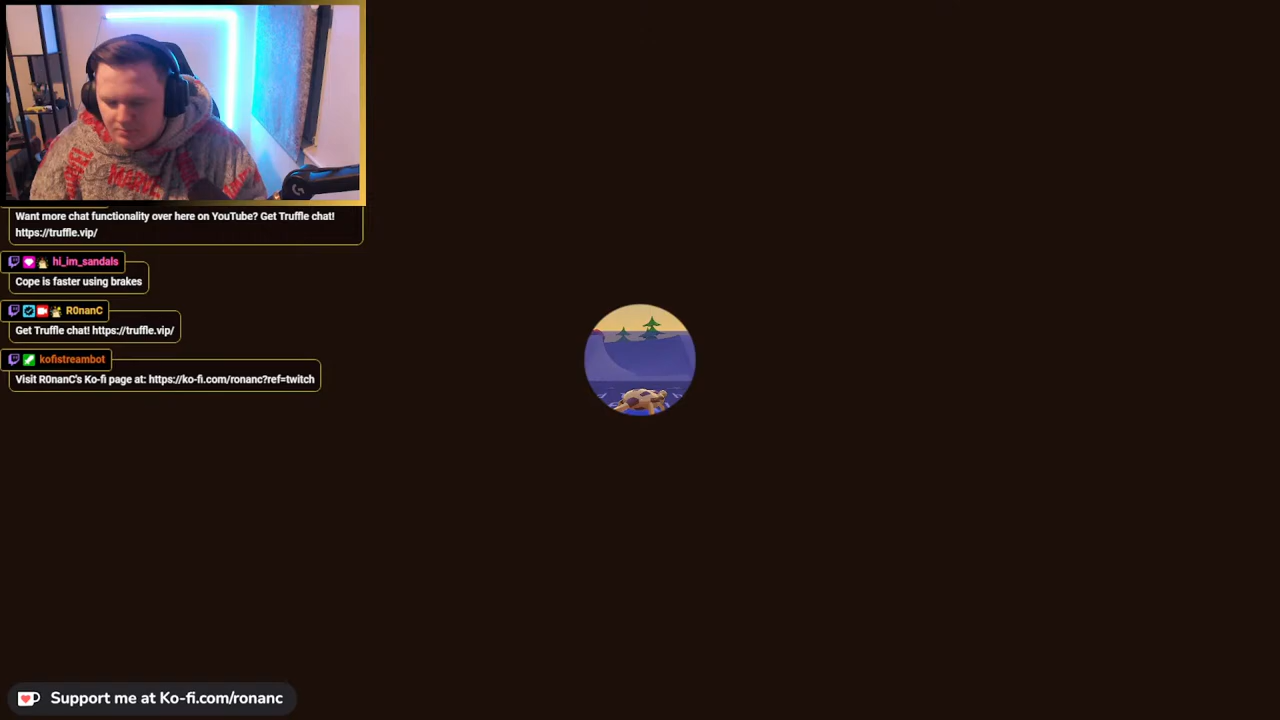 Want more chat functionality over here on YouTube? Get Truffle chat!
https://truffle.vip/
hi_im_sandals
Cope is faster using brakes
R0nanC
Get Truffle chat! https://truffle.vip/
kofistreambot
Visit R0nanC's Ko-fi page at: https://ko-fi.com/ronanc?ref=twitch
Support me at Ko-fi.com/ronanc